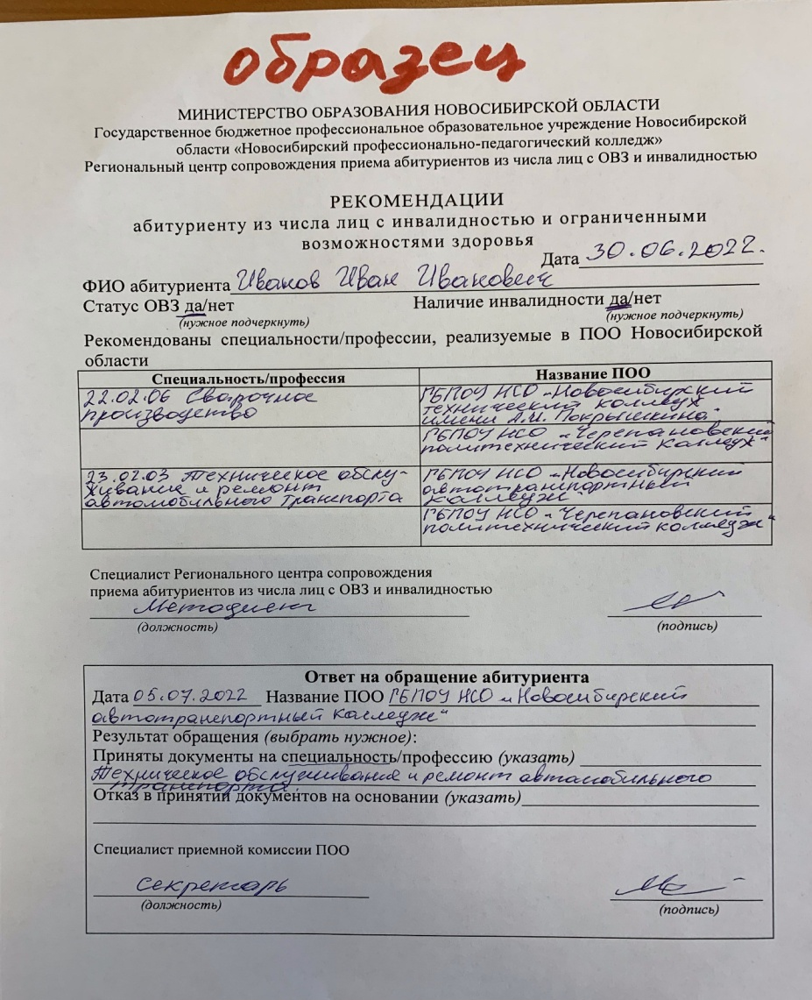 образец
МИНИСТЕРСТВО ОБРАЗОВАНИЯ НОВОСИБИРСКОЙ ОБЛАСТИ
Государственное бюджетное профессиональное образовательное учреждение Новосибирской
области «Новосибирский профессионально-педагогический колледж»
Региональный центр сопровождения приема абитуриентов из числа лиц с ОВЗ и инвалидностью
РЕКОМЕНДАЦИИ
абитуриенту из числа лиц с инвалидностью и ограниченными
возможностями здоровья
Дата 30.06.2022.
ФИО абитуриента Иванов Иван Иванович
Статус ОВЗ да/нет Наличие инвалидности да/нет
(нужное подчеркнуть) (нужное подчеркнуть)
Рекомендованы специальности/профессии, реализуемые в ПОО Новосибирской
области
Специальность/профессия Название ПОО
22.02.06 Сварочное
производство
ГБПОУ НСО "Новосибирский
технический колледж
имени А.И. Покрышкина"
ГБПОУ НСО "Черепановский
политехнический колледж"
23.02.03 Техническое обслу-
живание и ремонт
автомобильного транспорта
ГБПОУ НСО "Новосибирский
автотранспортный
колледж"
ГБПОУ НСО "Черепановский
политехнический колледж"
Специалист Регионального центра сопровождения
приема абитуриентов из числа лиц с ОВЗ и инвалидностью
Методист
(должность) (подпись)
Ответ на обращение абитуриента
Дата 05.07.2022 Название ПОО ГБПОУ НСО "Новосибирский
автотранспортный колледж"
Результат обращения (выбрать нужное):
Приняты документы на специальность/профессию (указать)
Техническое обслуживание и ремонт автомобильного
транспорта.
Отказ в принятии документов на основании (указать)
Специалист приемной комиссии ПОО
секретарь
(должность) (подпись)